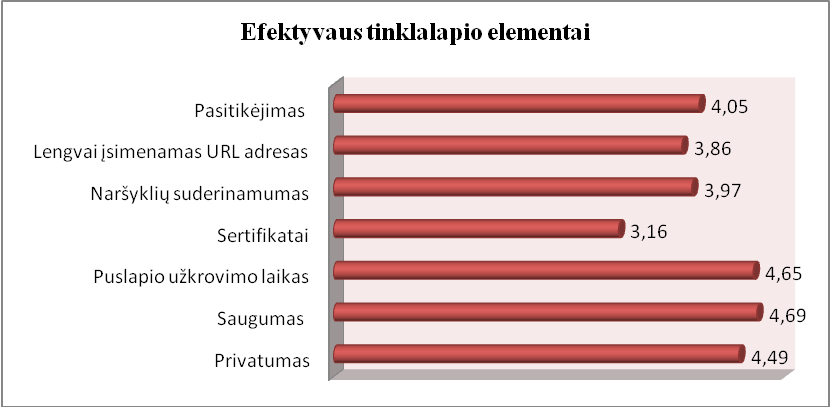 Efektyvaus tinklalapio elementai
Pasitikėjimas 4,05
Lengvai įsimenamas URL adresas 3,86
Naršyklių suderinamumas 3,97
Sertifikatai 3,16
Puslapio užkrovimo laikas 4,65
Saugumas 4,69
Privatumas 4,49